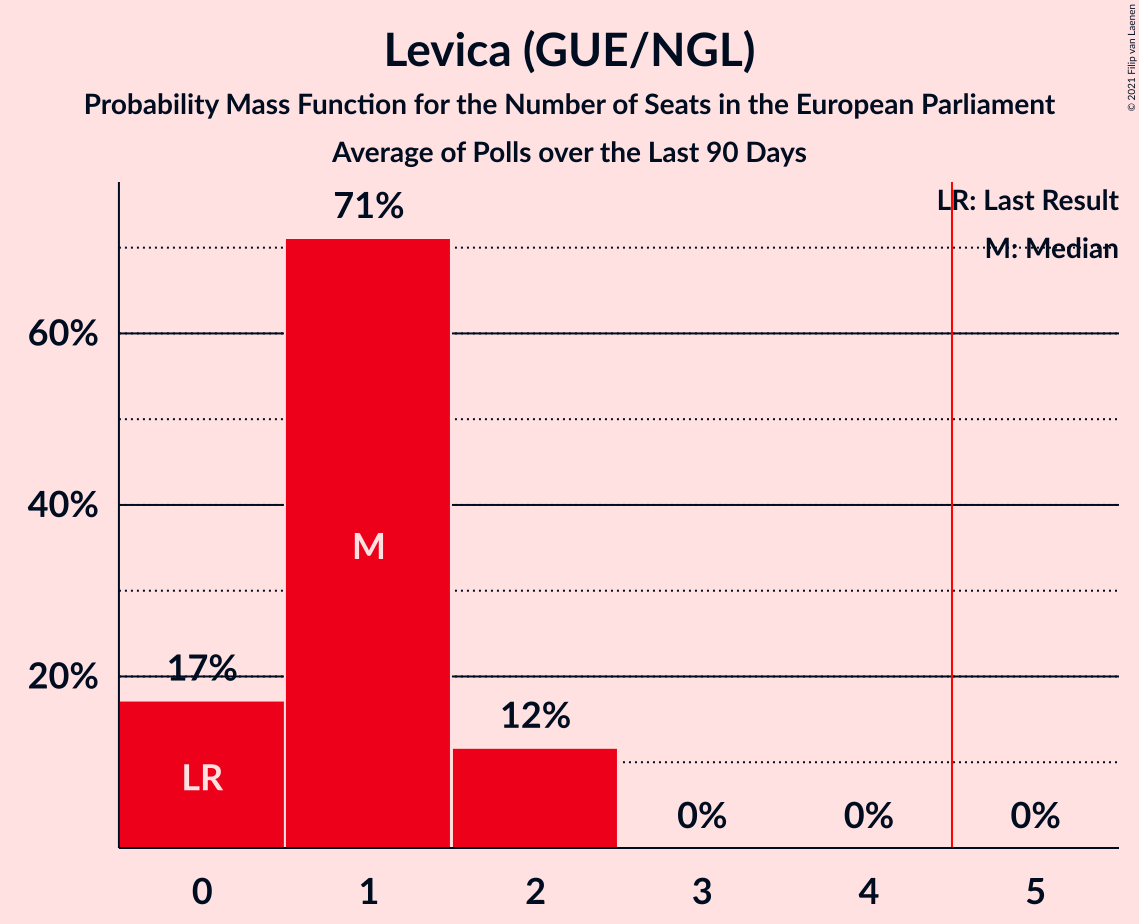 Levica (GUE/NGL)
Probability Mass Function for the Number of Seats in the European Parliament
Average of Polls over the Last 90 Days
© 2021 Filip van Laenen
LR: Last Result
M: Median
71%
60%
M
40%
17%
20%
12%
LR
0%
0%
0%
0
1
2
3
4
5